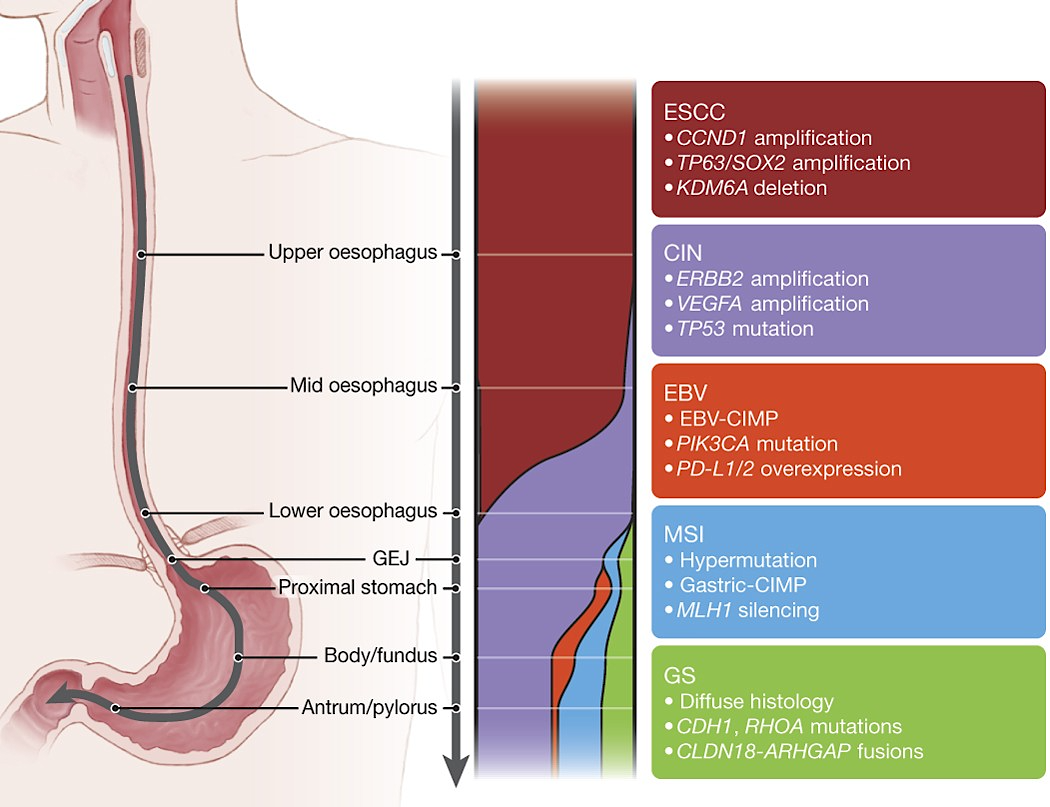 Upper oesophagus
Mid oesophagus
Lower oesophagus
GEJ
Proximal stomach
Body/fundus
Antrum/pylorus
ESCC
• CCND1 amplification
• TP63/SOX2 amplification
• KDM6A deletion
CIN
• ERBB2 amplification
• VEGFA amplification
• TP53 mutation
EBV
• EBV-CIMP
• PIK3CA mutation
• PD-L1/2 overexpression
MSI
• Hypermutation
• Gastric-CIMP
• MLH1 silencing
GS
• Diffuse histology
• CDH1, RHOA mutations
• CLDN18-ARHGAP fusions